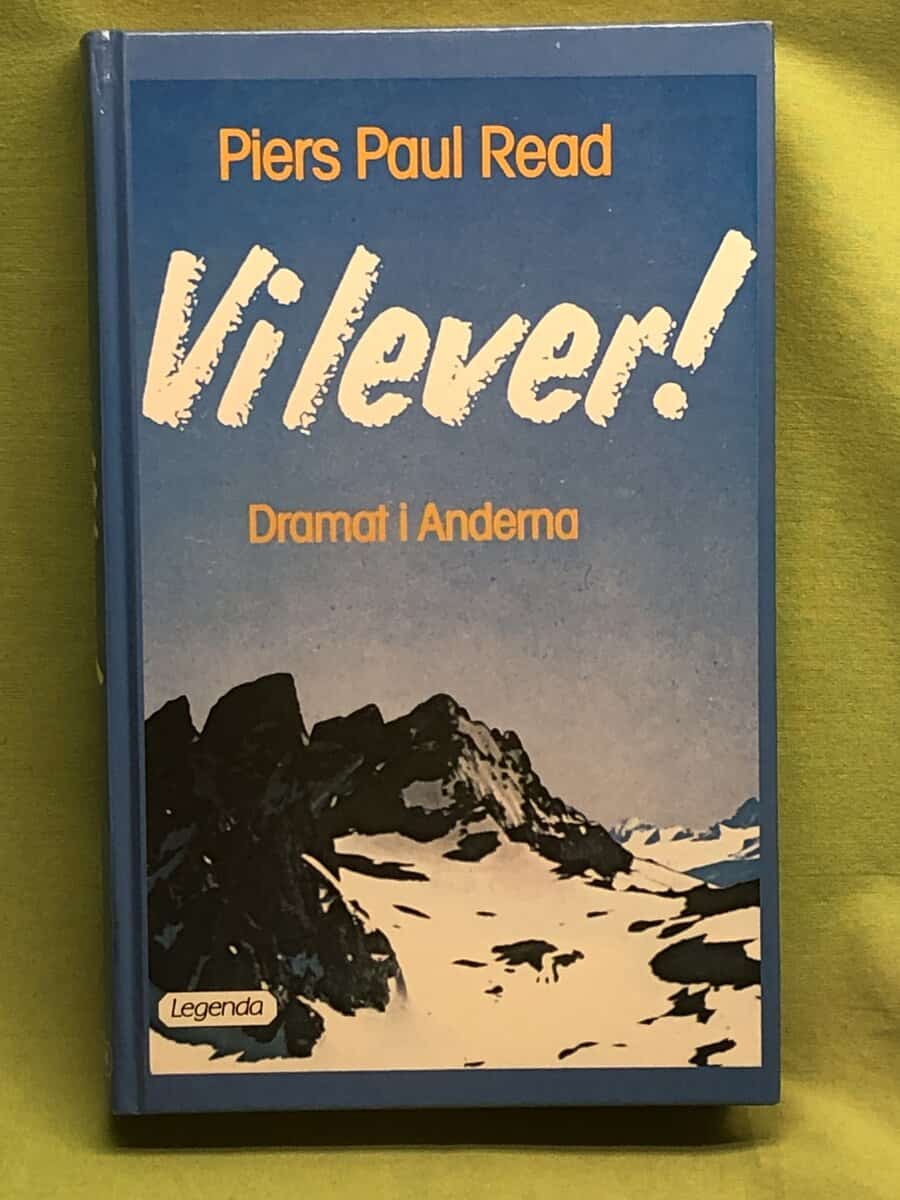 Piers Paul Read
Vi lever!
Dramat i Anderna
Legenda